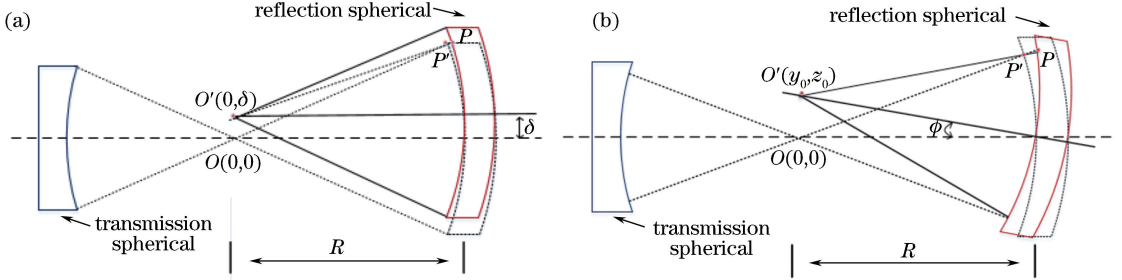 (a)
reflection spherical
P
P′
O′(0,δ)
δ
O(0,0)
transmission
spherical
R
(b)
reflection spherical
P
P′
O′(y₀,z₀)
ϕ
O(0,0)
transmission
spherical
R